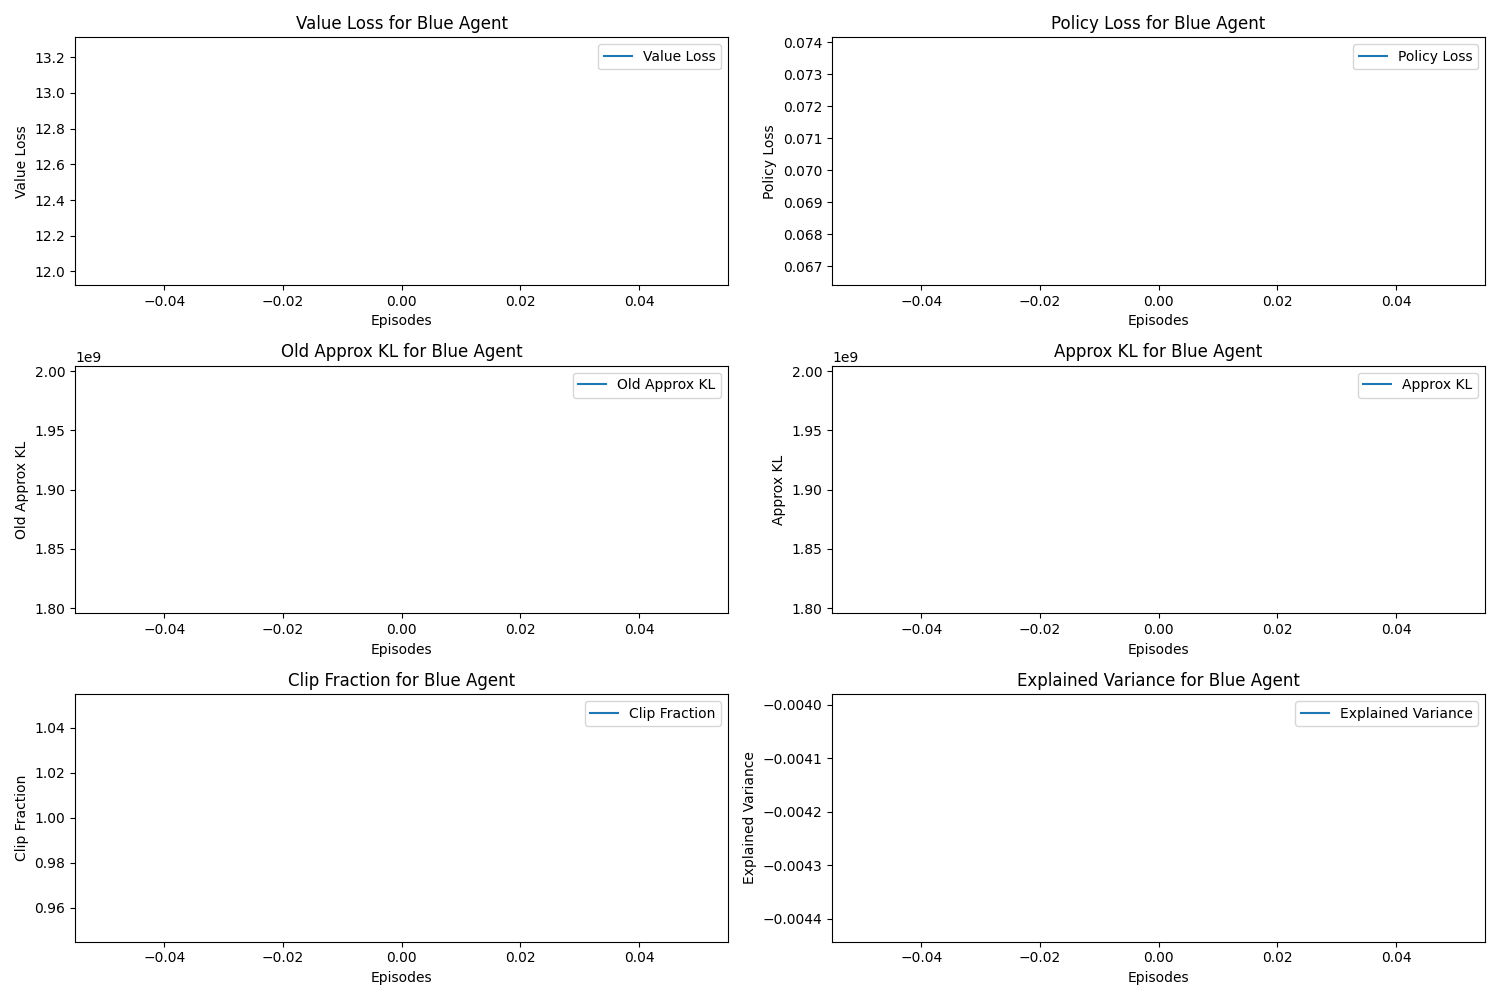 Value Loss for Blue Agent
Value Loss
13.2
13.0
12.8
12.6
12.4
12.2
12.0
Value Loss
−0.04 −0.02 0.00 0.02 0.04
Episodes
Policy Loss for Blue Agent
Policy Loss
0.074
0.073
0.072
0.071
0.070
0.069
0.068
0.067
Policy Loss
−0.04 −0.02 0.00 0.02 0.04
Episodes
Old Approx KL for Blue Agent
1e9
Old Approx KL
2.00
1.95
1.90
1.85
1.80
Old Approx KL
−0.04 −0.02 0.00 0.02 0.04
Episodes
Approx KL for Blue Agent
1e9
Approx KL
2.00
1.95
1.90
1.85
1.80
Approx KL
−0.04 −0.02 0.00 0.02 0.04
Episodes
Clip Fraction for Blue Agent
Clip Fraction
1.04
1.02
1.00
0.98
0.96
Clip Fraction
−0.04 −0.02 0.00 0.02 0.04
Episodes
Explained Variance for Blue Agent
Explained Variance
−0.0040
−0.0041
−0.0042
−0.0043
−0.0044
Explained Variance
−0.04 −0.02 0.00 0.02 0.04
Episodes